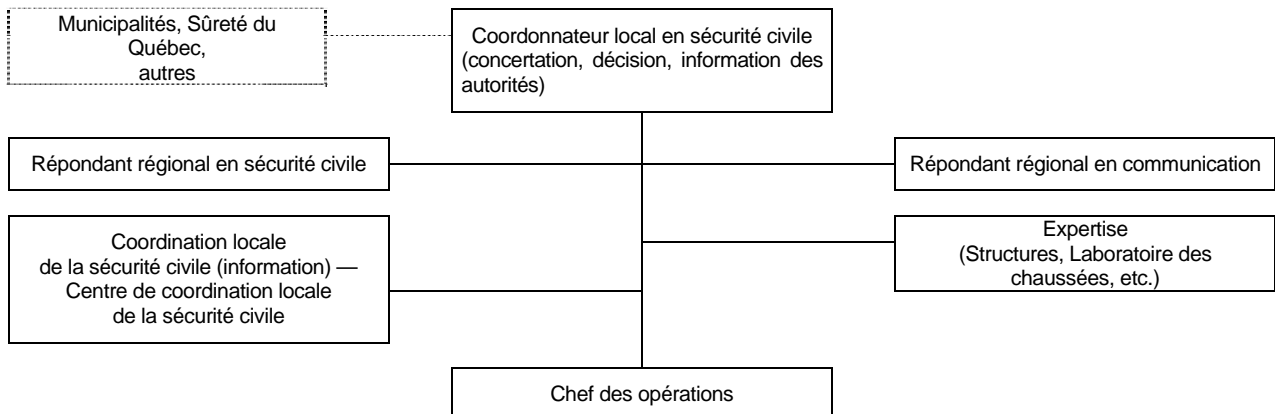 Municipalités, Sûreté du
Québec,
autres
Coordonnateur local en sécurité civile
(concertation, décision, information des
autorités)
Répondant régional en sécurité civile
Répondant régional en communication
Coordination locale
de la sécurité civile (information) —
Centre de coordination locale
de la sécurité civile
Expertise
(Structures, Laboratoire des
chaussées, etc.)
Chef des opérations